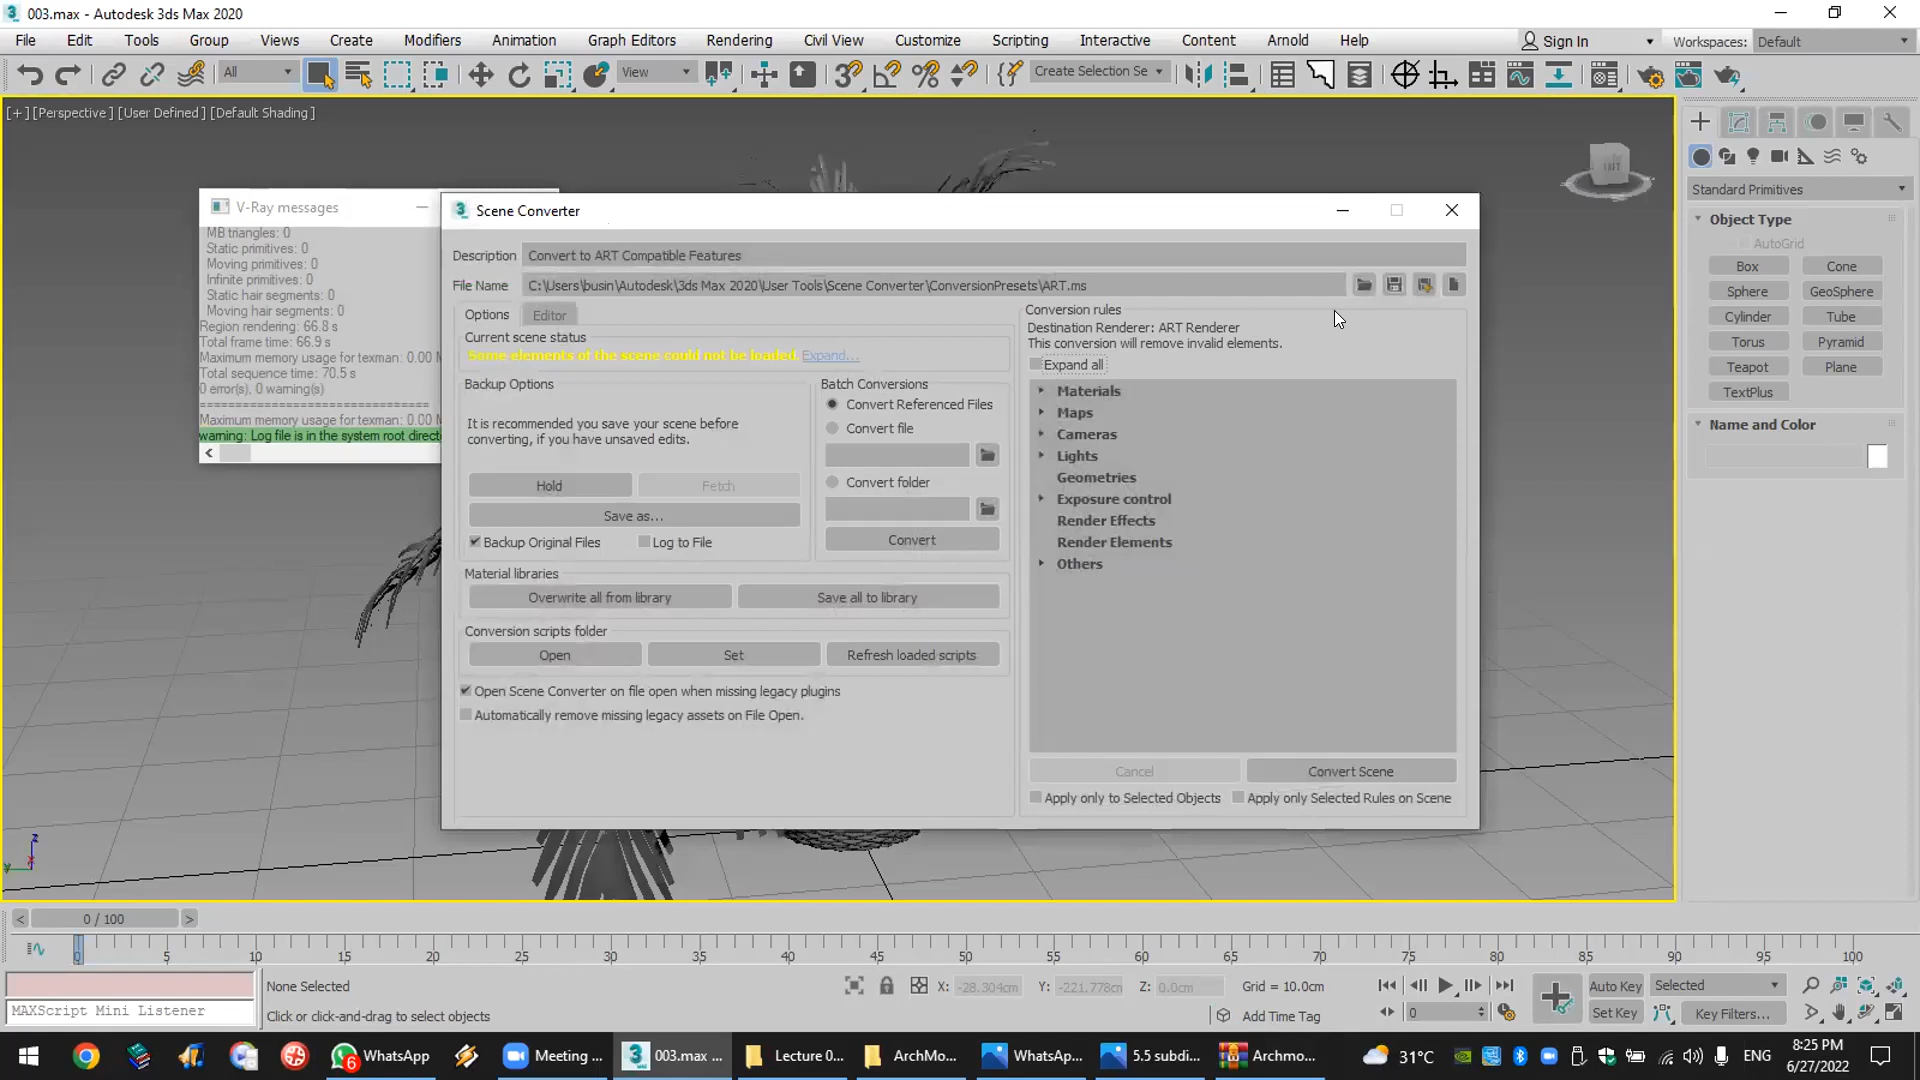 003.max - Autodesk 3ds Max 2020
File Edit Tools Group Views Create Modifiers Animation Graph Editors Rendering Civil View Customize Scripting Interactive Content Arnold Help Sign In Workspaces: Default
All View Create Selection Se
[+] [Perspective ] [User Defined ] [Default Shading ]
V-Ray messages
MB triangles: 0
Static primitives: 0
Moving primitives: 0
Infinite primitives: 0
Static hair segments: 0
Moving hair segments: 0
Region rendering: 66.8 s
Total frame time: 66.9 s
Maximum memory usage for texman: 0.00 M
Total sequence time: 70.5 s
0 error(s), 0 warning(s)
==============================
Maximum memory usage for texman: 0.00 M
warning: Log file is in the system root directo
Scene Converter
Description Convert to ART Compatible Features
File Name C:\Users\busin\Autodesk\3ds Max 2020\User Tools\Scene Converter\ConversionPresets\ART.ms
Options Editor
Current scene status
Some elements of the scene could not be loaded. Expand...
Backup Options
It is recommended you save your scene before
converting, if you have unsaved edits.
Hold Fetch
Save as...
Backup Original Files Log to File
Batch Conversions
Convert Referenced Files
Convert file
Convert folder
Convert
Material libraries
Overwrite all from library Save all to library
Conversion scripts folder
Open Set Refresh loaded scripts
Open Scene Converter on file open when missing legacy plugins
Automatically remove missing legacy assets on File Open.
Conversion rules
Destination Renderer: ART Renderer
This conversion will remove invalid elements.
Expand all
Materials
Maps
Cameras
Lights
Geometries
Exposure control
Render Effects
Render Elements
Others
Cancel Convert Scene
Apply only to Selected Objects Apply only Selected Rules on Scene
LEFT
Standard Primitives
Object Type
AutoGrid
Box Cone
Sphere GeoSphere
Cylinder Tube
Torus Pyramid
Teapot Plane
TextPlus
Name and Color
z
x
y
< 0 / 100 >
0 5 10 15 20 25 30 35 40 45 50 55 60 65 70 75 80 85 90 95 100
None Selected X: -28.304cm Y: -221.778cm Z: 0.0cm Grid = 10.0cm Auto Key Selected
MAXScript Mini Listener Click or click-and-drag to select objects Add Time Tag 0 Set Key Key Filters...
6 WhatsApp Meeting ... 003.max ... Lecture 0... ArchMo... WhatsAp... 5.5 subdi... Archmo... 31°C ENG 8:25 PM
6/27/2022